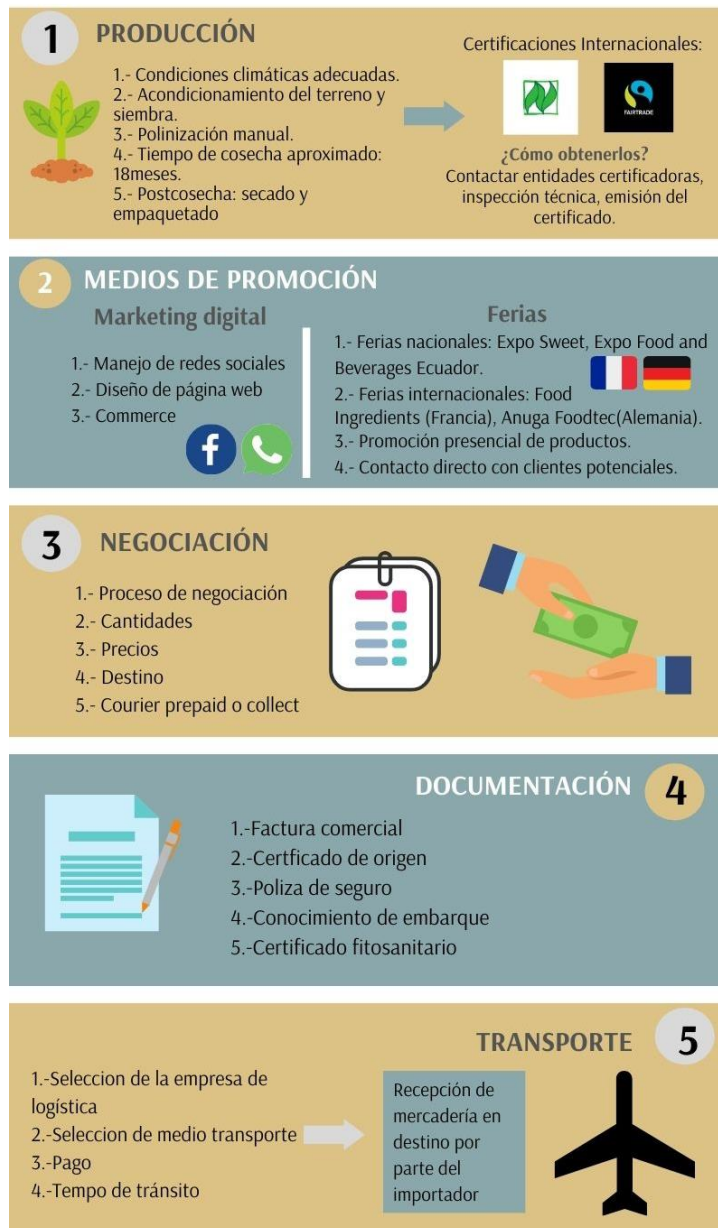 1
PRODUCCIÓN
1.- Condiciones climáticas adecuadas.
2.- Acondicionamiento del terreno y
siembra.
3.- Polinización manual.
4.- Tiempo de cosecha aproximado:
18meses.
5.- Postcosecha: secado y
empaquetado
Certificaciones Internacionales:
FAIRTRADE
¿Cómo obtenerlos?
Contactar entidades certificadoras,
inspección técnica, emisión del
certificado.
2
MEDIOS DE PROMOCIÓN
Marketing digital
1.- Manejo de redes sociales
2.- Diseño de página web
3.- Commerce
Ferias
1.- Ferias nacionales: Expo Sweet, Expo Food and
Beverages Ecuador.
2.- Ferias internacionales: Food
Ingredients (Francia), Anuga Foodtec(Alemania).
3.- Promoción presencial de productos.
4.- Contacto directo con clientes potenciales.
3
NEGOCIACIÓN
1.- Proceso de negociación
2.- Cantidades
3.- Precios
4.- Destino
5.- Courier prepaid o collect
DOCUMENTACIÓN
4
1.-Factura comercial
2.-Certficado de origen
3.-Poliza de seguro
4.-Conocimiento de embarque
5.-Certificado fitosanitario
TRANSPORTE
5
1.-Seleccion de la empresa de
logística
2.-Seleccion de medio transporte
3.-Pago
4.-Tempo de tránsito
Recepción de
mercadería en
destino por
parte del
importador